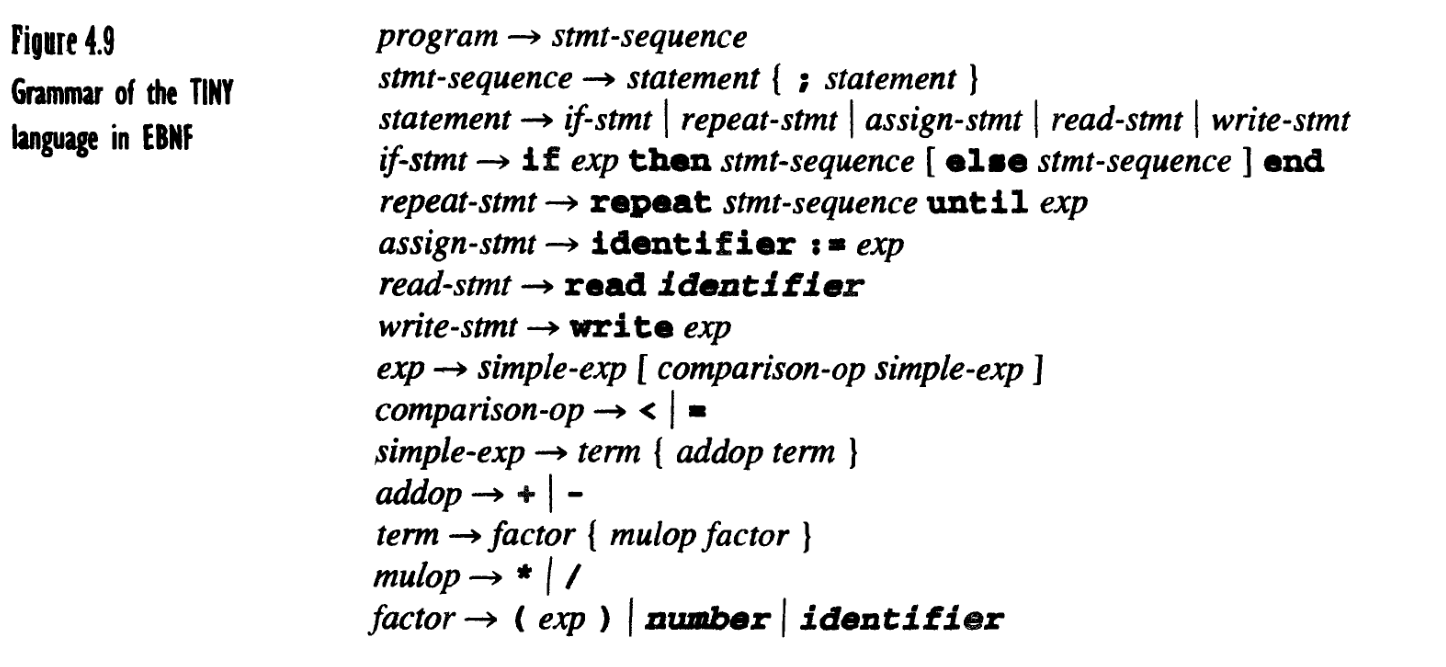 Figure 4.9
Grammar of the TINY
language in EBNF
program → stmt-sequence
stmt-sequence → statement { ; statement }
statement → if-stmt | repeat-stmt | assign-stmt | read-stmt | write-stmt
if-stmt → if exp then stmt-sequence [ else stmt-sequence ] end
repeat-stmt → repeat stmt-sequence until exp
assign-stmt → identifier := exp
read-stmt → read identifier
write-stmt → write exp
exp → simple-exp [ comparison-op simple-exp ]
comparison-op → < | =
simple-exp → term { addop term }
addop → + | -
term → factor { mulop factor }
mulop → * | /
factor → ( exp ) | number | identifier